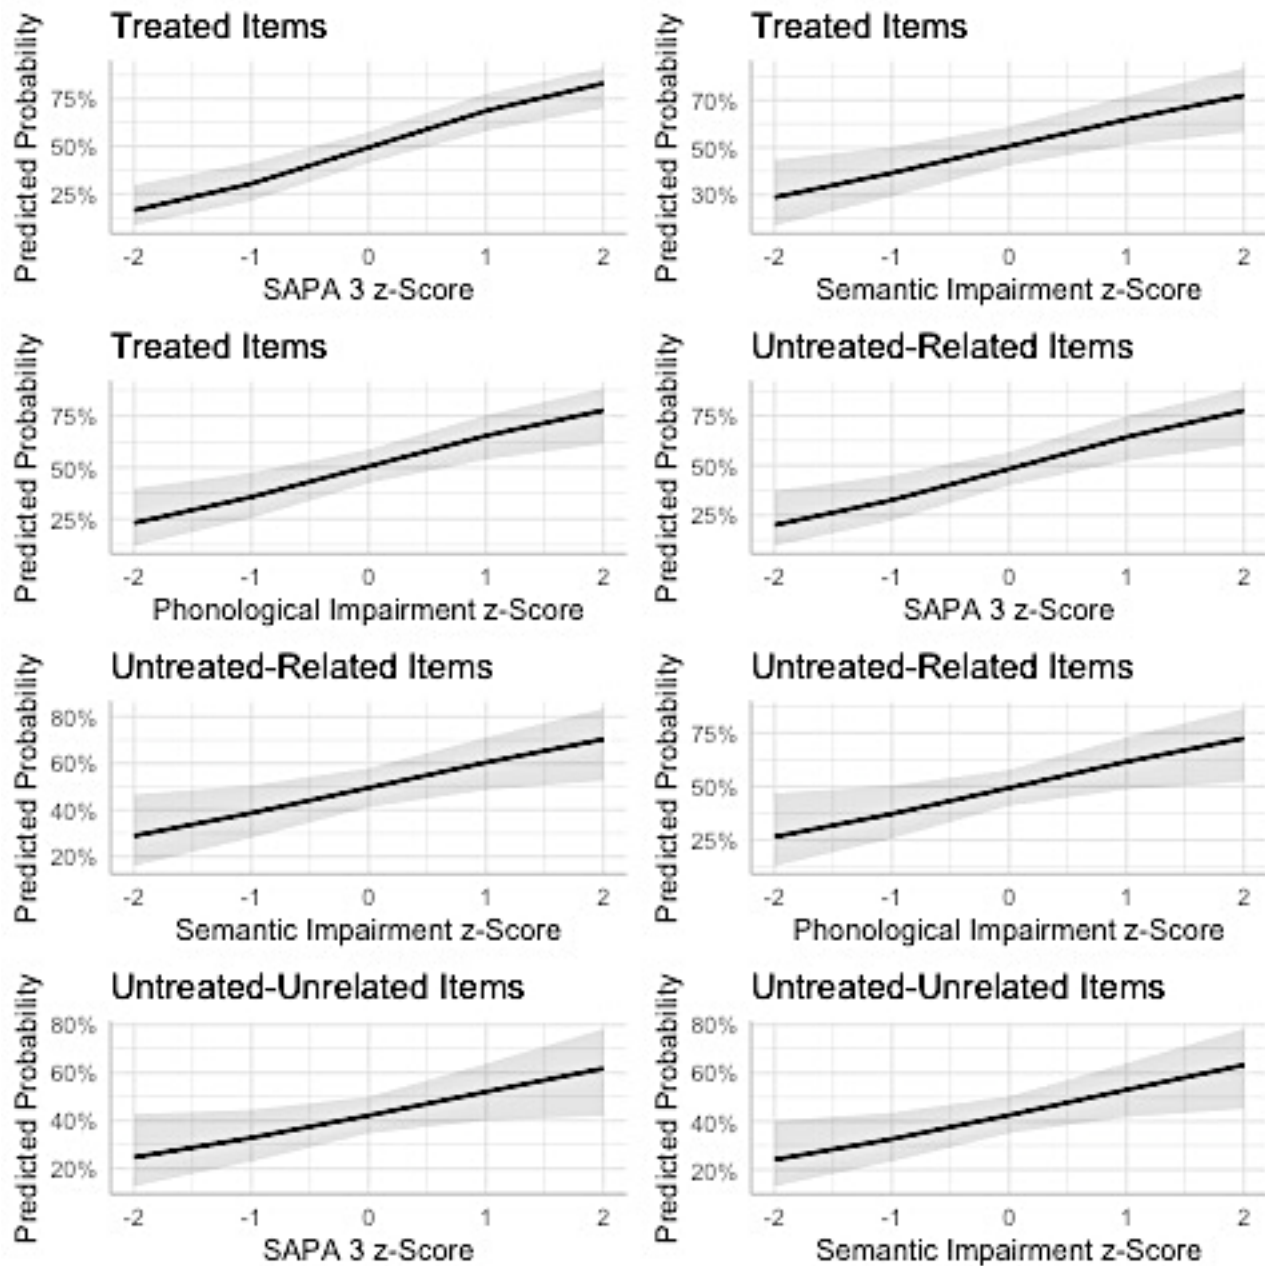 Treated Items
Predicted Probability
75%
50%
25%
-2 -1 0 1 2
SAPA 3 z-Score
Treated Items
Predicted Probability
70%
50%
30%
-2 -1 0 1 2
Semantic Impairment z-Score
Treated Items
Predicted Probability
75%
50%
25%
-2 -1 0 1 2
Phonological Impairment z-Score
Untreated-Related Items
Predicted Probability
75%
50%
25%
-2 -1 0 1 2
SAPA 3 z-Score
Untreated-Related Items
Predicted Probability
80%
60%
40%
20%
-2 -1 0 1 2
Semantic Impairment z-Score
Untreated-Related Items
Predicted Probability
75%
50%
25%
-2 -1 0 1 2
Phonological Impairment z-Score
Untreated-Unrelated Items
Predicted Probability
80%
60%
40%
20%
-2 -1 0 1 2
SAPA 3 z-Score
Untreated-Unrelated Items
Predicted Probability
80%
60%
40%
20%
-2 -1 0 1 2
Semantic Impairment z-Score